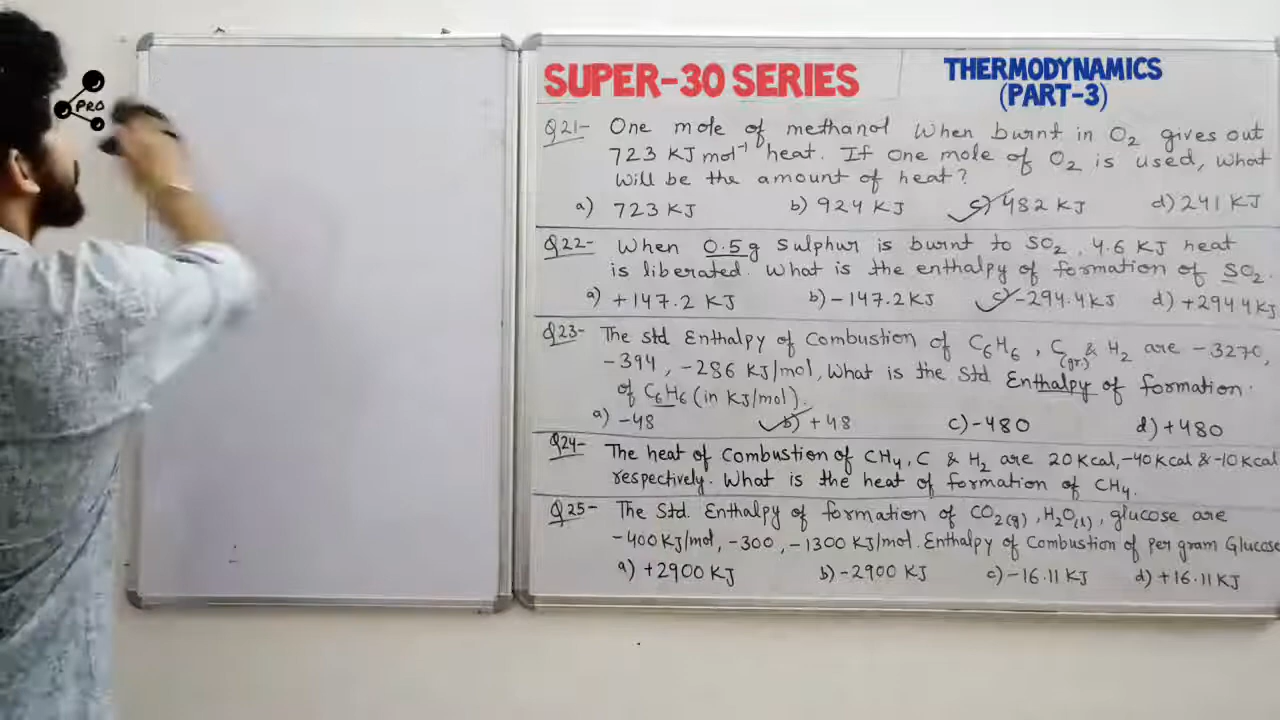 PRO
SUPER-30 SERIES
THERMODYNAMICS
(PART-3)
Q21- One mole of methanol when burnt in O2 gives out
723 KJ mol⁻¹ heat. If one mole of O2 is used, what
will be the amount of heat?
a) 723 KJ b) 924 KJ c) 482 KJ d) 241 KJ
Q22- When 0.5g Sulphur is burnt to SO2, 4.6 KJ heat
is liberated. What is the enthalpy of formation of SO2.
a) +147.2 KJ b) -147.2KJ c) -294.4KJ d) +294.4KJ
Q23- The std Enthalpy of Combustion of C6H6, C(gr.) & H2 are -3270,
-394, -286 KJ/mol, What is the Std Enthalpy of formation.
of C6H6 (in KJ/mol).
a) -48 b) +48 c) -480 d) +480
Q24- The heat of Combustion of CH4, C & H2 are 20 Kcal, -40 Kcal & -10 Kcal
respectively. What is the heat of formation of CH4.
Q25- The Std. Enthalpy of formation of CO2(g), H2O(l), glucose are
-400 KJ/mol, -300, -1300 KJ/mol. Enthalpy of Combustion of per gram Glucose
a) +2900 KJ b) -2900 KJ c) -16.11 KJ d) +16.11 KJ